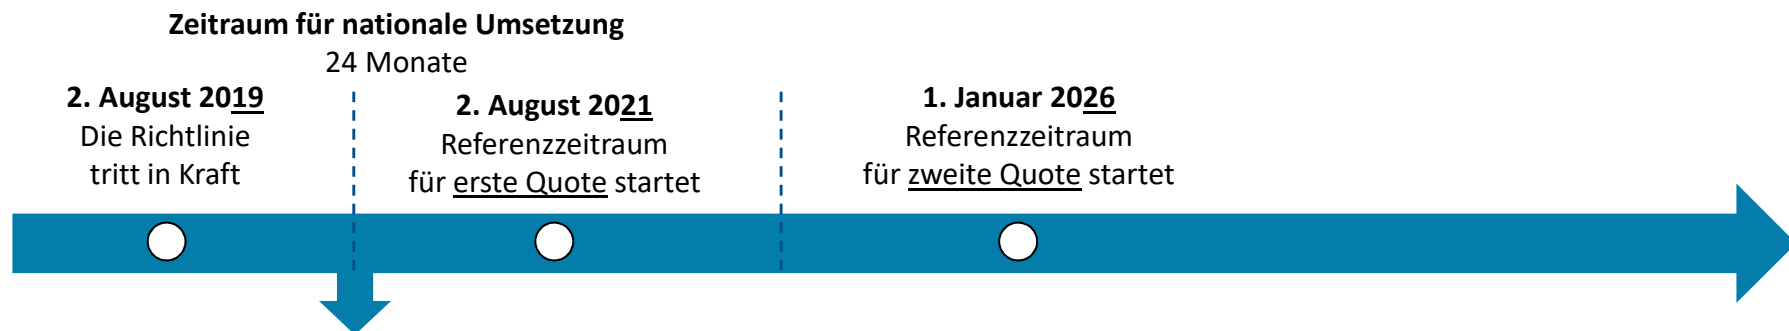 Zeitraum für nationale Umsetzung
24 Monate
2. August 2019
Die Richtlinie
tritt in Kraft
2. August 2021
Referenzzeitraum
für erste Quote startet
1. Januar 2026
Referenzzeitraum
für zweite Quote startet